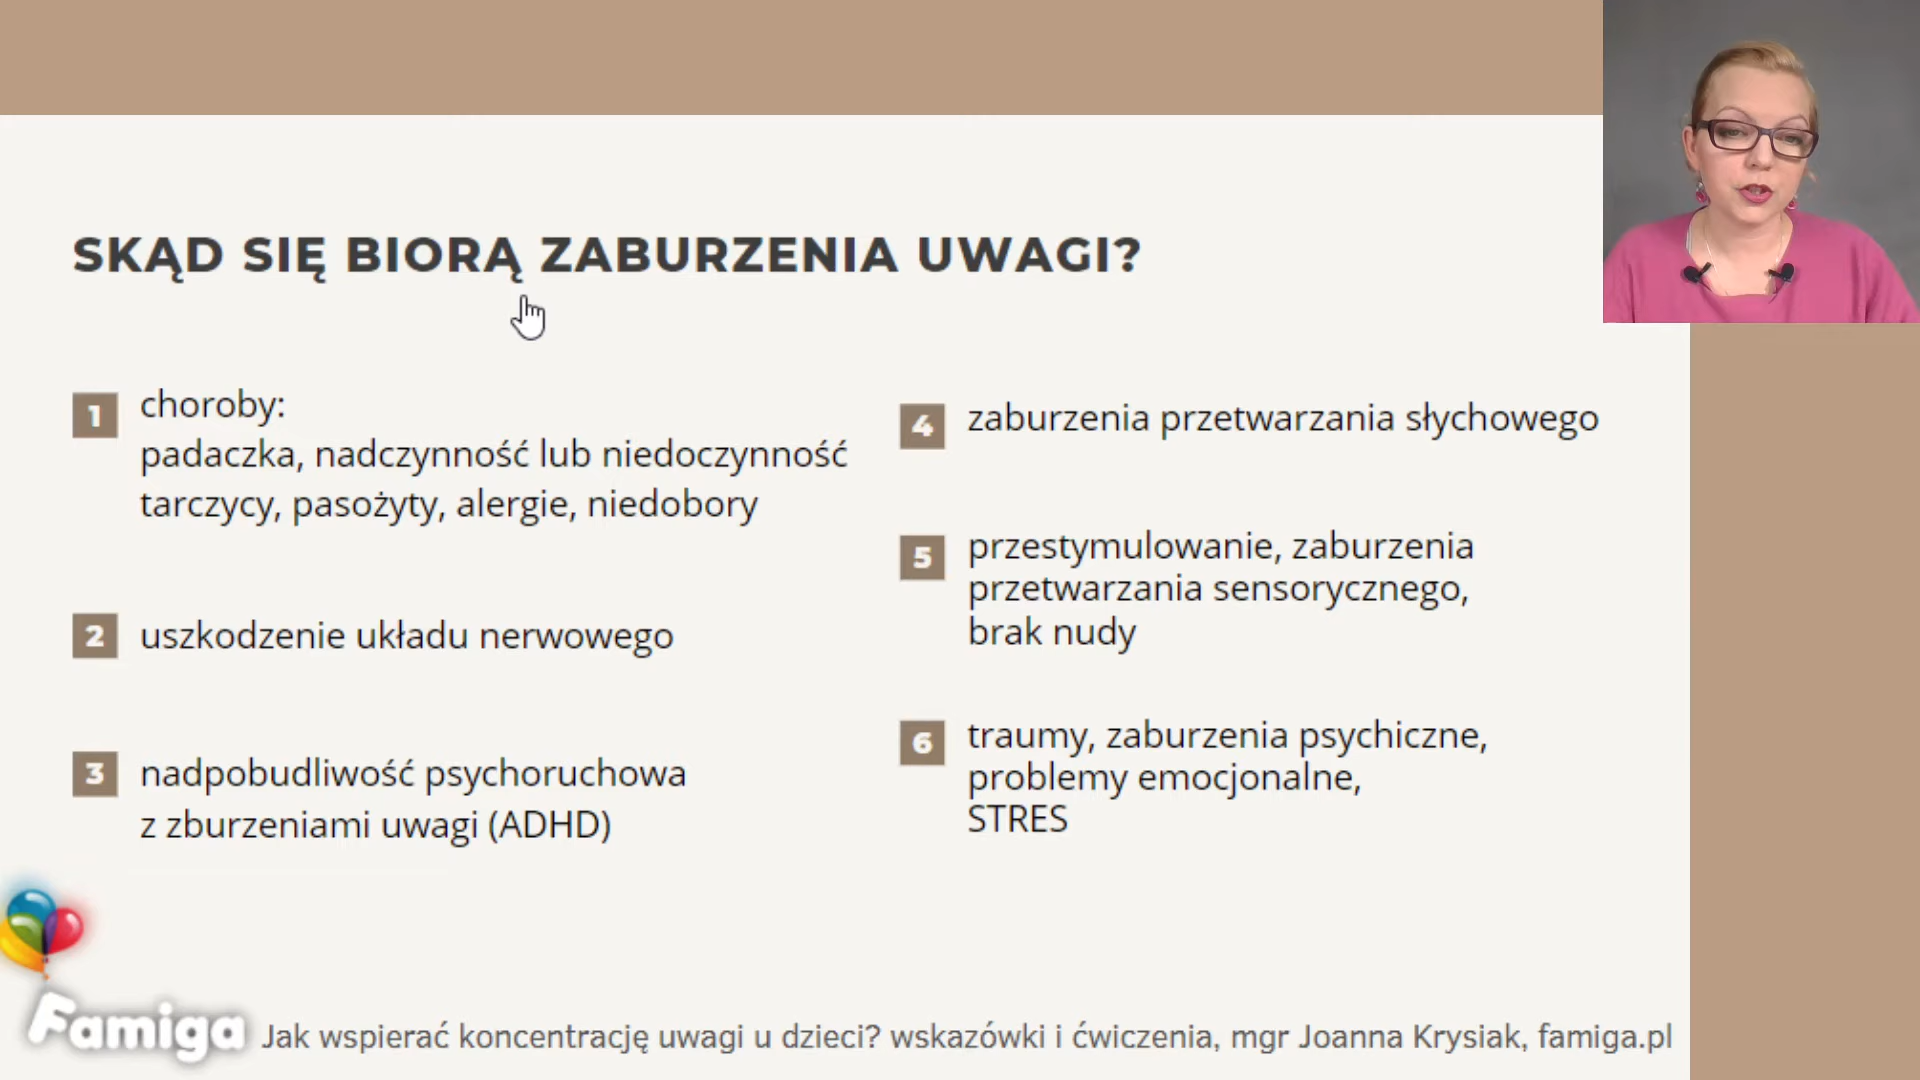 SKĄD SIĘ BIORĄ ZABURZENIA UWAGI?
1 choroby:
padaczka, nadczynność lub niedoczynność
tarczycy, pasożyty, alergie, niedobory
2 uszkodzenie układu nerwowego
3 nadpobudliwość psychoruchowa
z zburzeniami uwagi (ADHD)
4 zaburzenia przetwarzania słychowego
5 przestymulowanie, zaburzenia
przetwarzania sensorycznego,
brak nudy
6 traumy, zaburzenia psychiczne,
problemy emocjonalne,
STRES
Famiga
Jak wspierać koncentrację uwagi u dzieci? wskazówki i ćwiczenia, mgr Joanna Krysiak, famiga.pl